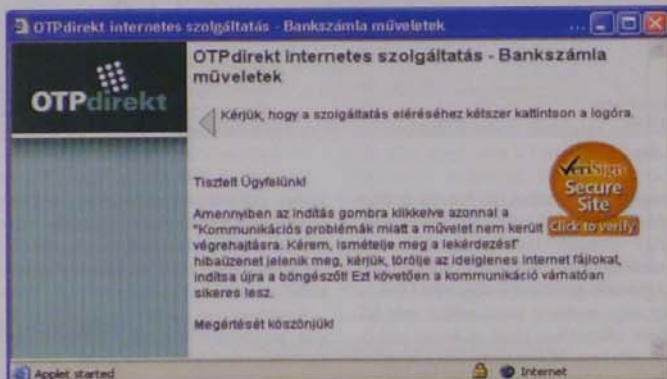 OTPdirekt internetes szolgáltatás - Bankszámla műveletek ...
OTPdirekt
OTPdirekt internetes szolgáltatás - Bankszámla
műveletek
Kérjük, hogy a szolgáltatás eléréséhez kétszer kattintson a logóra.
VeriSign
Secure
Site
Click to verify
Tisztelt Ügyfelünk!
Amennyiben az indítás gombra klikkelve azonnal a
"Kommunikációs problémák miatt a művelet nem került
végrehajtásra. Kérem, ismételje meg a lekérdezést"
hibaüzenet jelenik meg, kérjük, törölje az ideiglenes Internet fájlokat,
indítsa újra a böngészőt! Ezt követően a kommunikáció várhatóan
sikeres lesz.
Megértését köszönjük!
Applet started
Internet